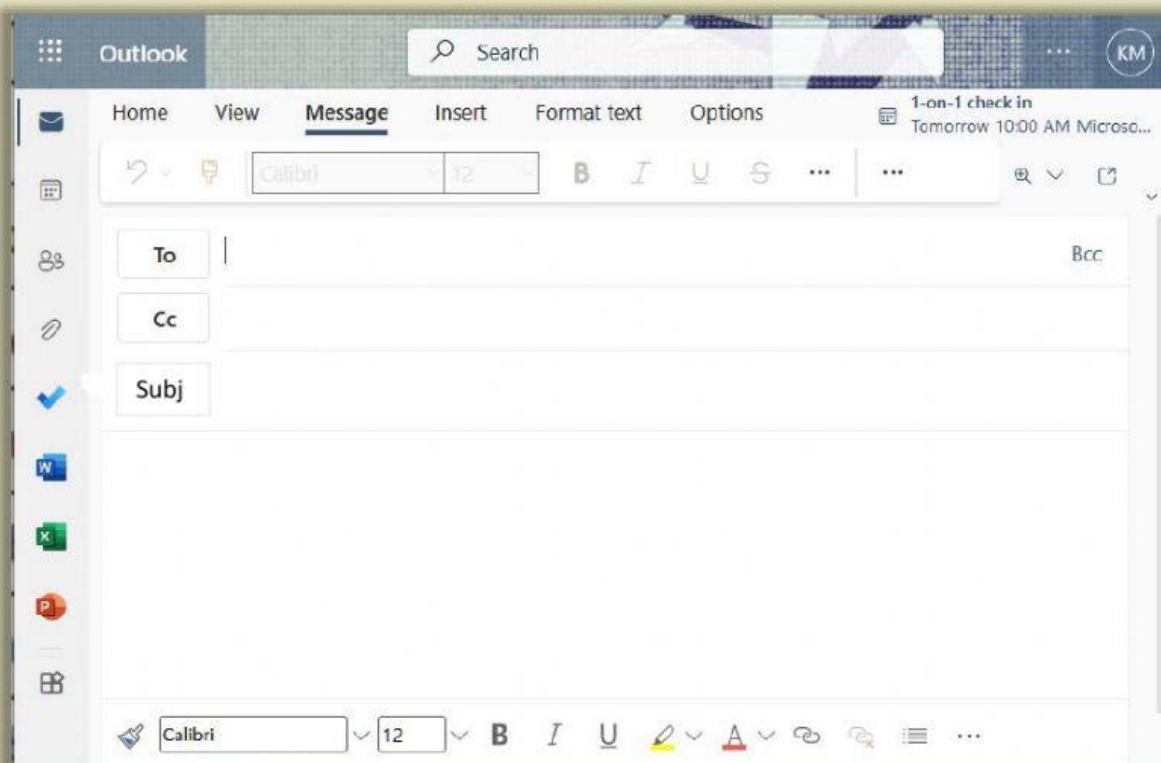 Outlook
Search
... KM
Home View Message Insert Format text Options
1-on-1 check in
Tomorrow 10:00 AM Microso...
Calibri 12 B I U S ... ...
To Bcc
Cc
Subj
W
X
P
Calibri 12 B I U A ...